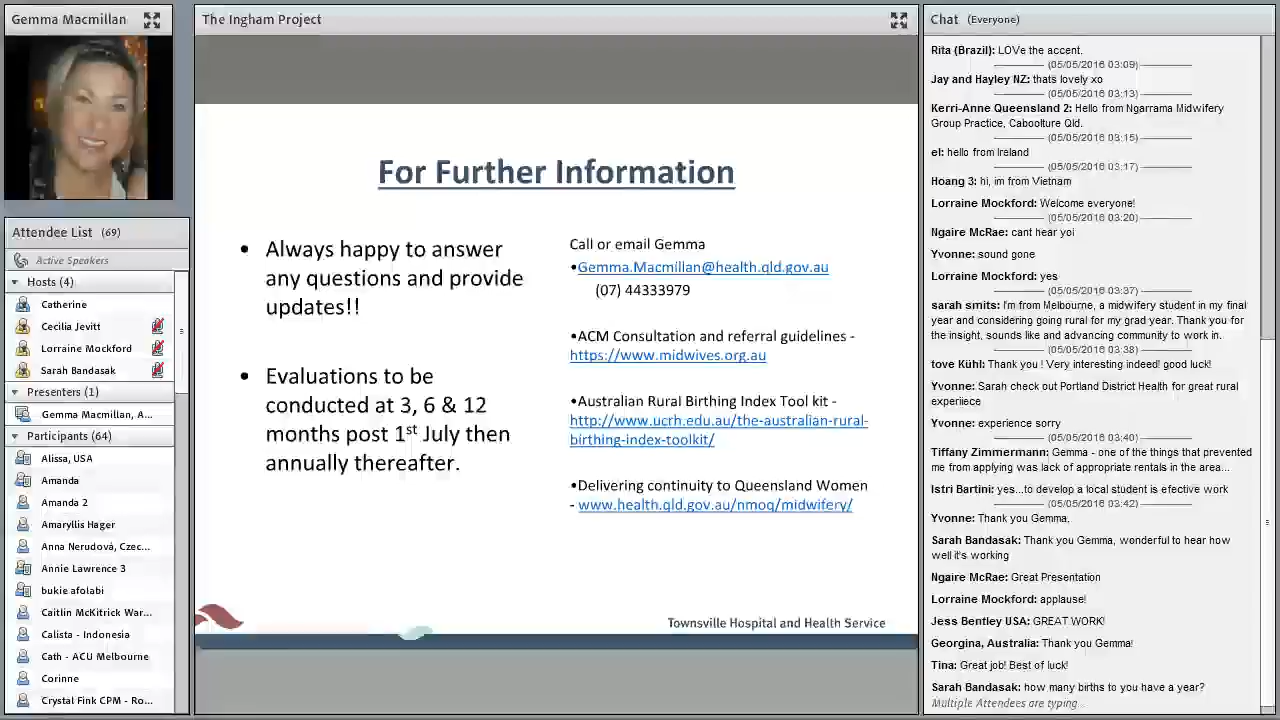 Gemma Macmillan
Attendee List (69)
Active Speakers
Hosts (4)
Catherine
Cecilia Jevitt
Lorraine Mockford
Sarah Bandasak
Presenters (1)
Gemma Macmillan, A...
Participants (64)
Alissa, USA
Amanda
Amanda 2
Amaryllis Hager
Anna Nerudová, Czec...
Annie Lawrence 3
bukie afolabi
Caitlin McKitrick War...
Calista - Indonesia
Cath - ACU Melbourne
Corinne
Crystal Fink CPM - Ro...
The Ingham Project
For Further Information
• Always happy to answer
any questions and provide
updates!!
• Evaluations to be
conducted at 3, 6 & 12
months post 1st July then
annually thereafter.
Call or email Gemma
•Gemma.Macmillan@health.qld.gov.au
(07) 44333979
•ACM Consultation and referral guidelines -
https://www.midwives.org.au
•Australian Rural Birthing Index Tool kit -
http://www.ucrh.edu.au/the-australian-rural-
birthing-index-toolkit/
•Delivering continuity to Queensland Women
- www.health.qld.gov.au/nmoq/midwifery/
Townsville Hospital and Health Service
Chat (Everyone)
Rita (Brazil): LOVe the accent.
(05/05/2016 03:09)
Jay and Hayley NZ: thats lovely xo
(05/05/2016 03:13)
Kerri-Anne Queensland 2: Hello from Ngarrama Midwifery
Group Practice, Caboolture Qld.
(05/05/2016 03:15)
el: hello from Ireland
(05/05/2016 03:17)
Hoang 3: hi, im from Vietnam
Lorraine Mockford: Welcome everyone!
(05/05/2016 03:20)
Ngaire McRae: cant hear yoi
Yvonne: sound gone
Lorraine Mockford: yes
(05/05/2016 03:37)
sarah smits: I'm from Melbourne, a midwifery student in my final
year and considering going rural for my grad year. Thank you for
the insight, sounds like and advancing community to work in.
(05/05/2016 03:38)
tove Kühl: Thank you ! Very interesting indeed! good luck!
Yvonne: Sarah check out Portland District Health for great rural
experiiece
Yvonne: experience sorry
(05/05/2016 03:40)
Tiffany Zimmermann: Gemma - one of the things that prevented
me from applying was lack of appropriate rentals in the area...
Istri Bartini: yes...to develop a local student is efective work
(05/05/2016 03:42)
Yvonne: Thank you Gemma,
Sarah Bandasak: Thank you Gemma, wonderful to hear how
well it's working
Ngaire McRae: Great Presentation
Lorraine Mockford: applause!
Jess Bentley USA: GREAT WORK!
Georgina, Australia: Thank you Gemma!
Tina: Great job! Best of luck!
Sarah Bandasak: how many births to you have a year?
Multiple Attendees are typing...